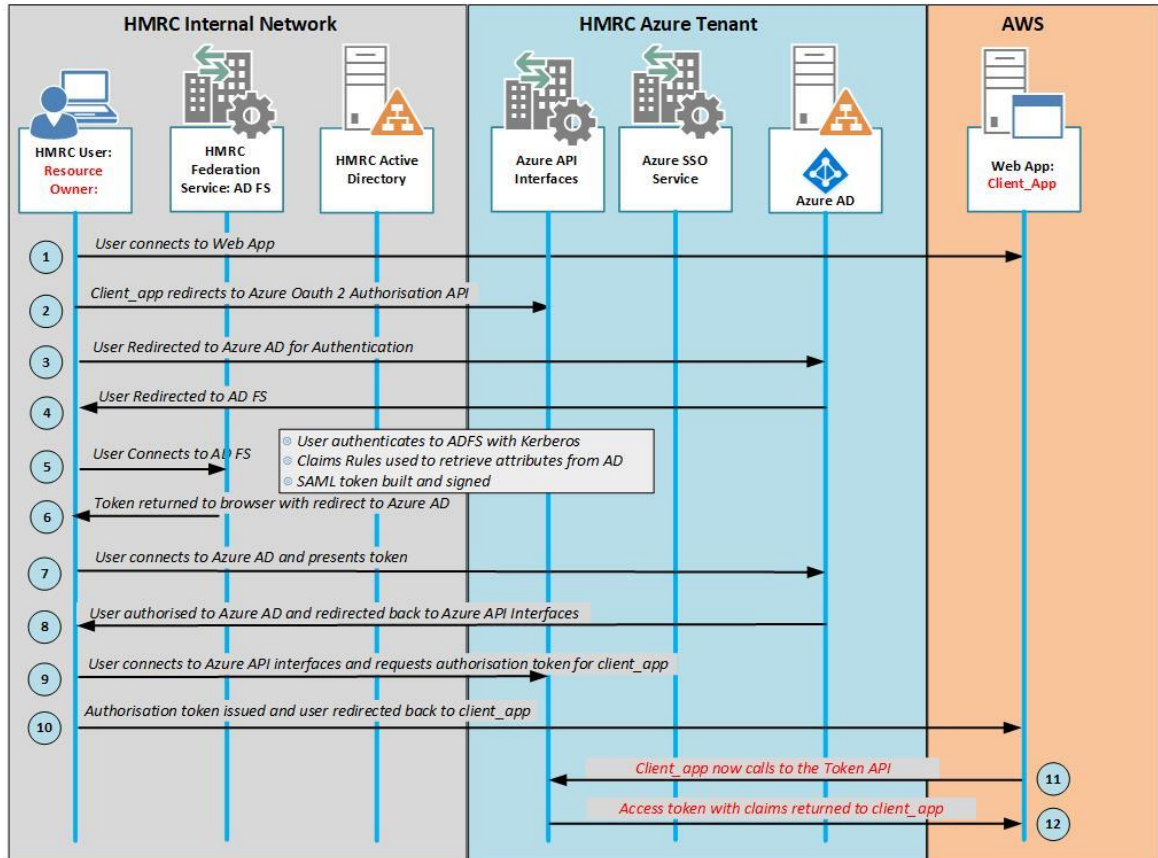 HMRC Internal Network
HMRC Azure Tenant
AWS
HMRC User:
Resource
Owner:
HMRC
Federation
Service: AD FS
HMRC Active
Directory
Azure API
Interfaces
Azure SSO
Service
Azure AD
Web App:
Client_App
1
User connects to Web App
2
Client_app redirects to Azure Oauth 2 Authorisation API
3
User Redirected to Azure AD for Authentication
4
User Redirected to AD FS
5
User Connects to AD FS
User authenticates to ADFS with Kerberos
Claims Rules used to retrieve attributes from AD
SAML token built and signed
6
Token returned to browser with redirect to Azure AD
7
User connects to Azure AD and presents token
8
User authorised to Azure AD and redirected back to Azure API Interfaces
9
User connects to Azure API interfaces and requests authorisation token for client_app
10
Authorisation token issued and user redirected back to client_app
Client_app now calls to the Token API
11
Access token with claims returned to client_app
12